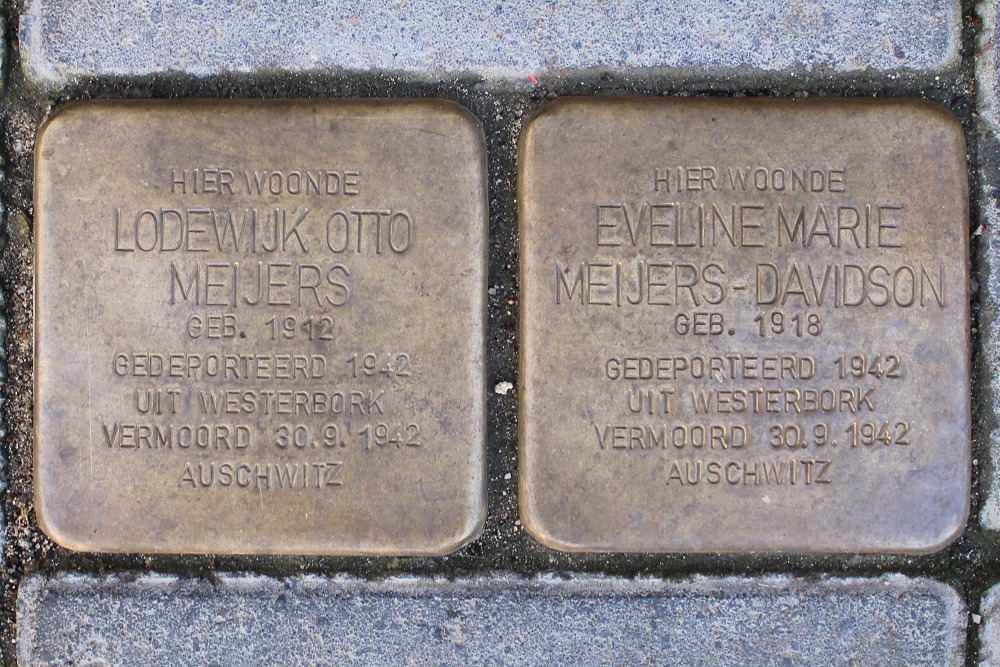 HIER WOONDE
LODEWIJK OTTO
MEIJERS
GEB. 1912
GEDEPORTEERD 1942
UIT WESTERBORK
VERMOORD 30.9.1942
AUSCHWITZ
HIER WOONDE
EVELINE MARIE
MEIJERS-DAVIDSON
GEB. 1918
GEDEPORTEERD 1942
UIT WESTERBORK
VERMOORD 30.9.1942
AUSCHWITZ